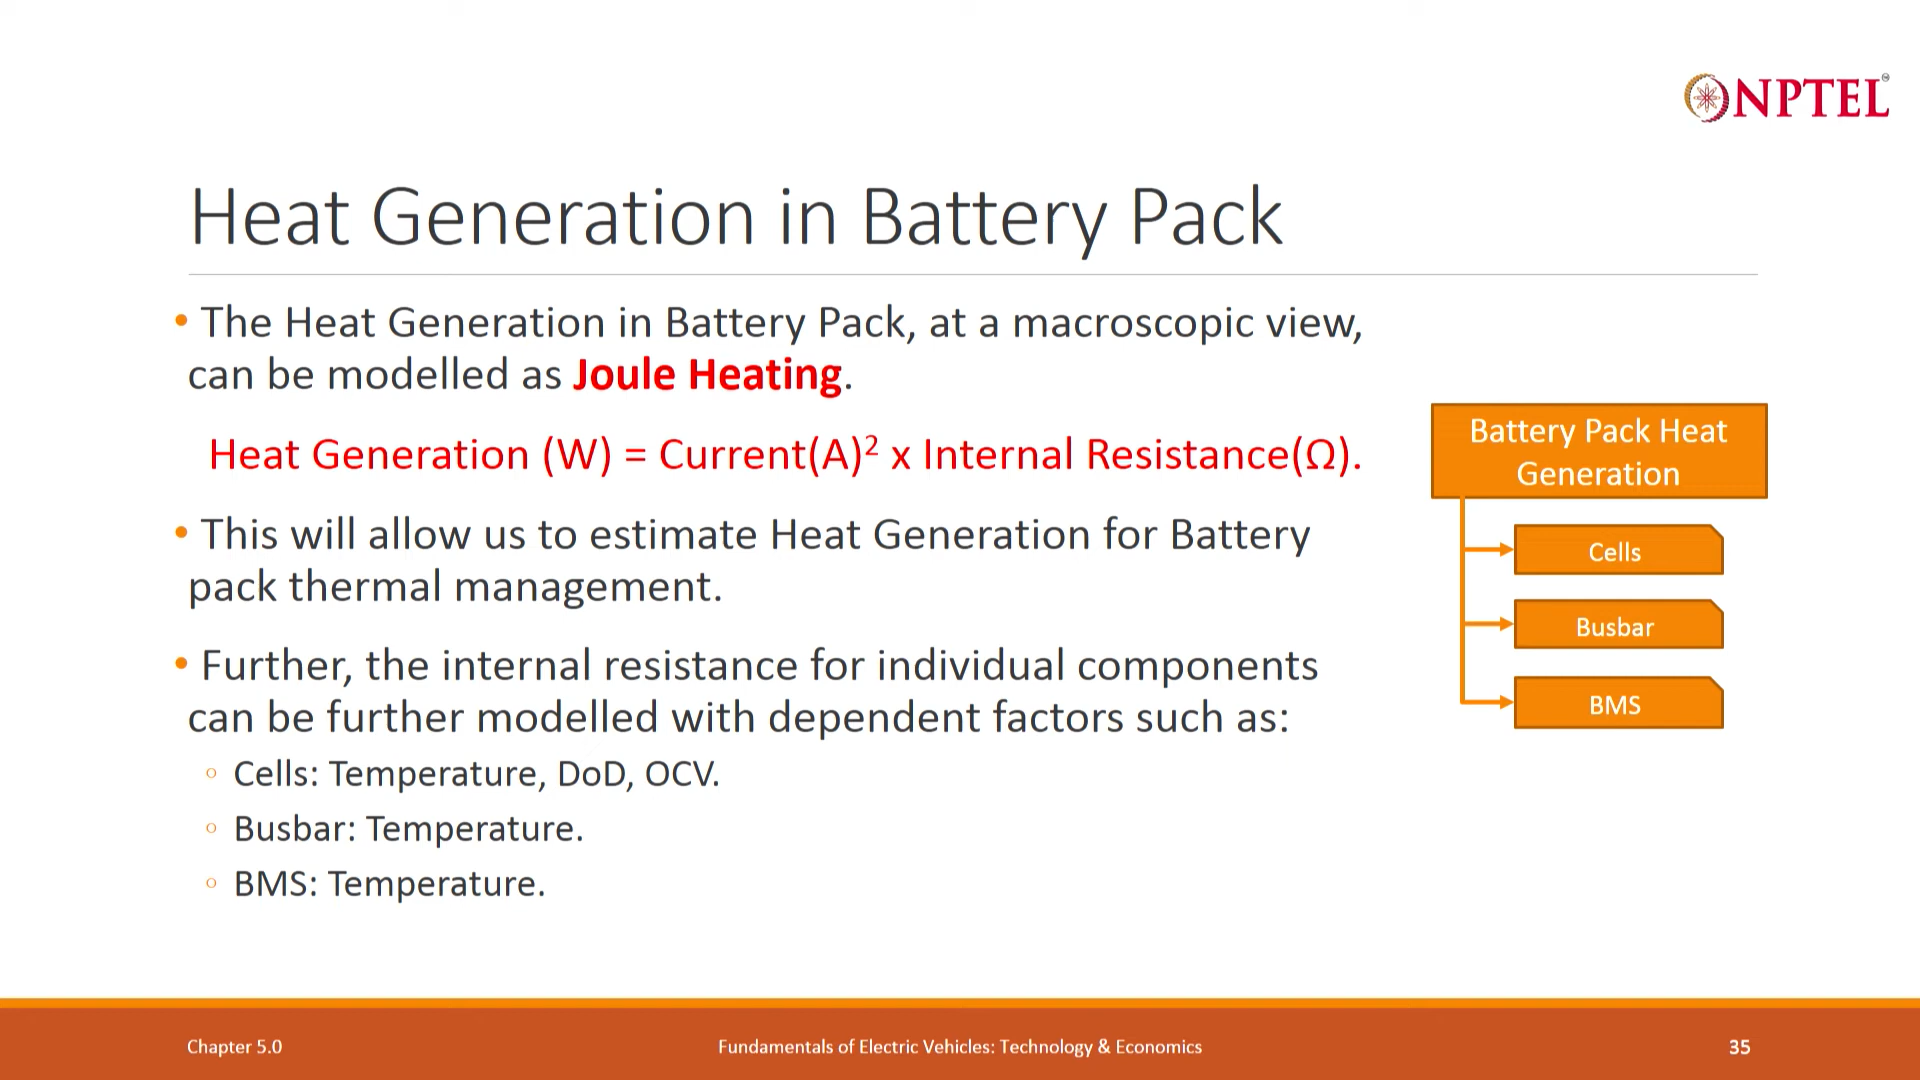 NPTEL™
Heat Generation in Battery Pack
• The Heat Generation in Battery Pack, at a macroscopic view,
can be modelled as Joule Heating.
Heat Generation (W) = Current(A)² x Internal Resistance(Ω).
• This will allow us to estimate Heat Generation for Battery
pack thermal management.
• Further, the internal resistance for individual components
can be further modelled with dependent factors such as:
◦ Cells: Temperature, DoD, OCV.
◦ Busbar: Temperature.
◦ BMS: Temperature.
Battery Pack Heat
Generation
Cells
Busbar
BMS
Chapter 5.0
Fundamentals of Electric Vehicles: Technology & Economics
35